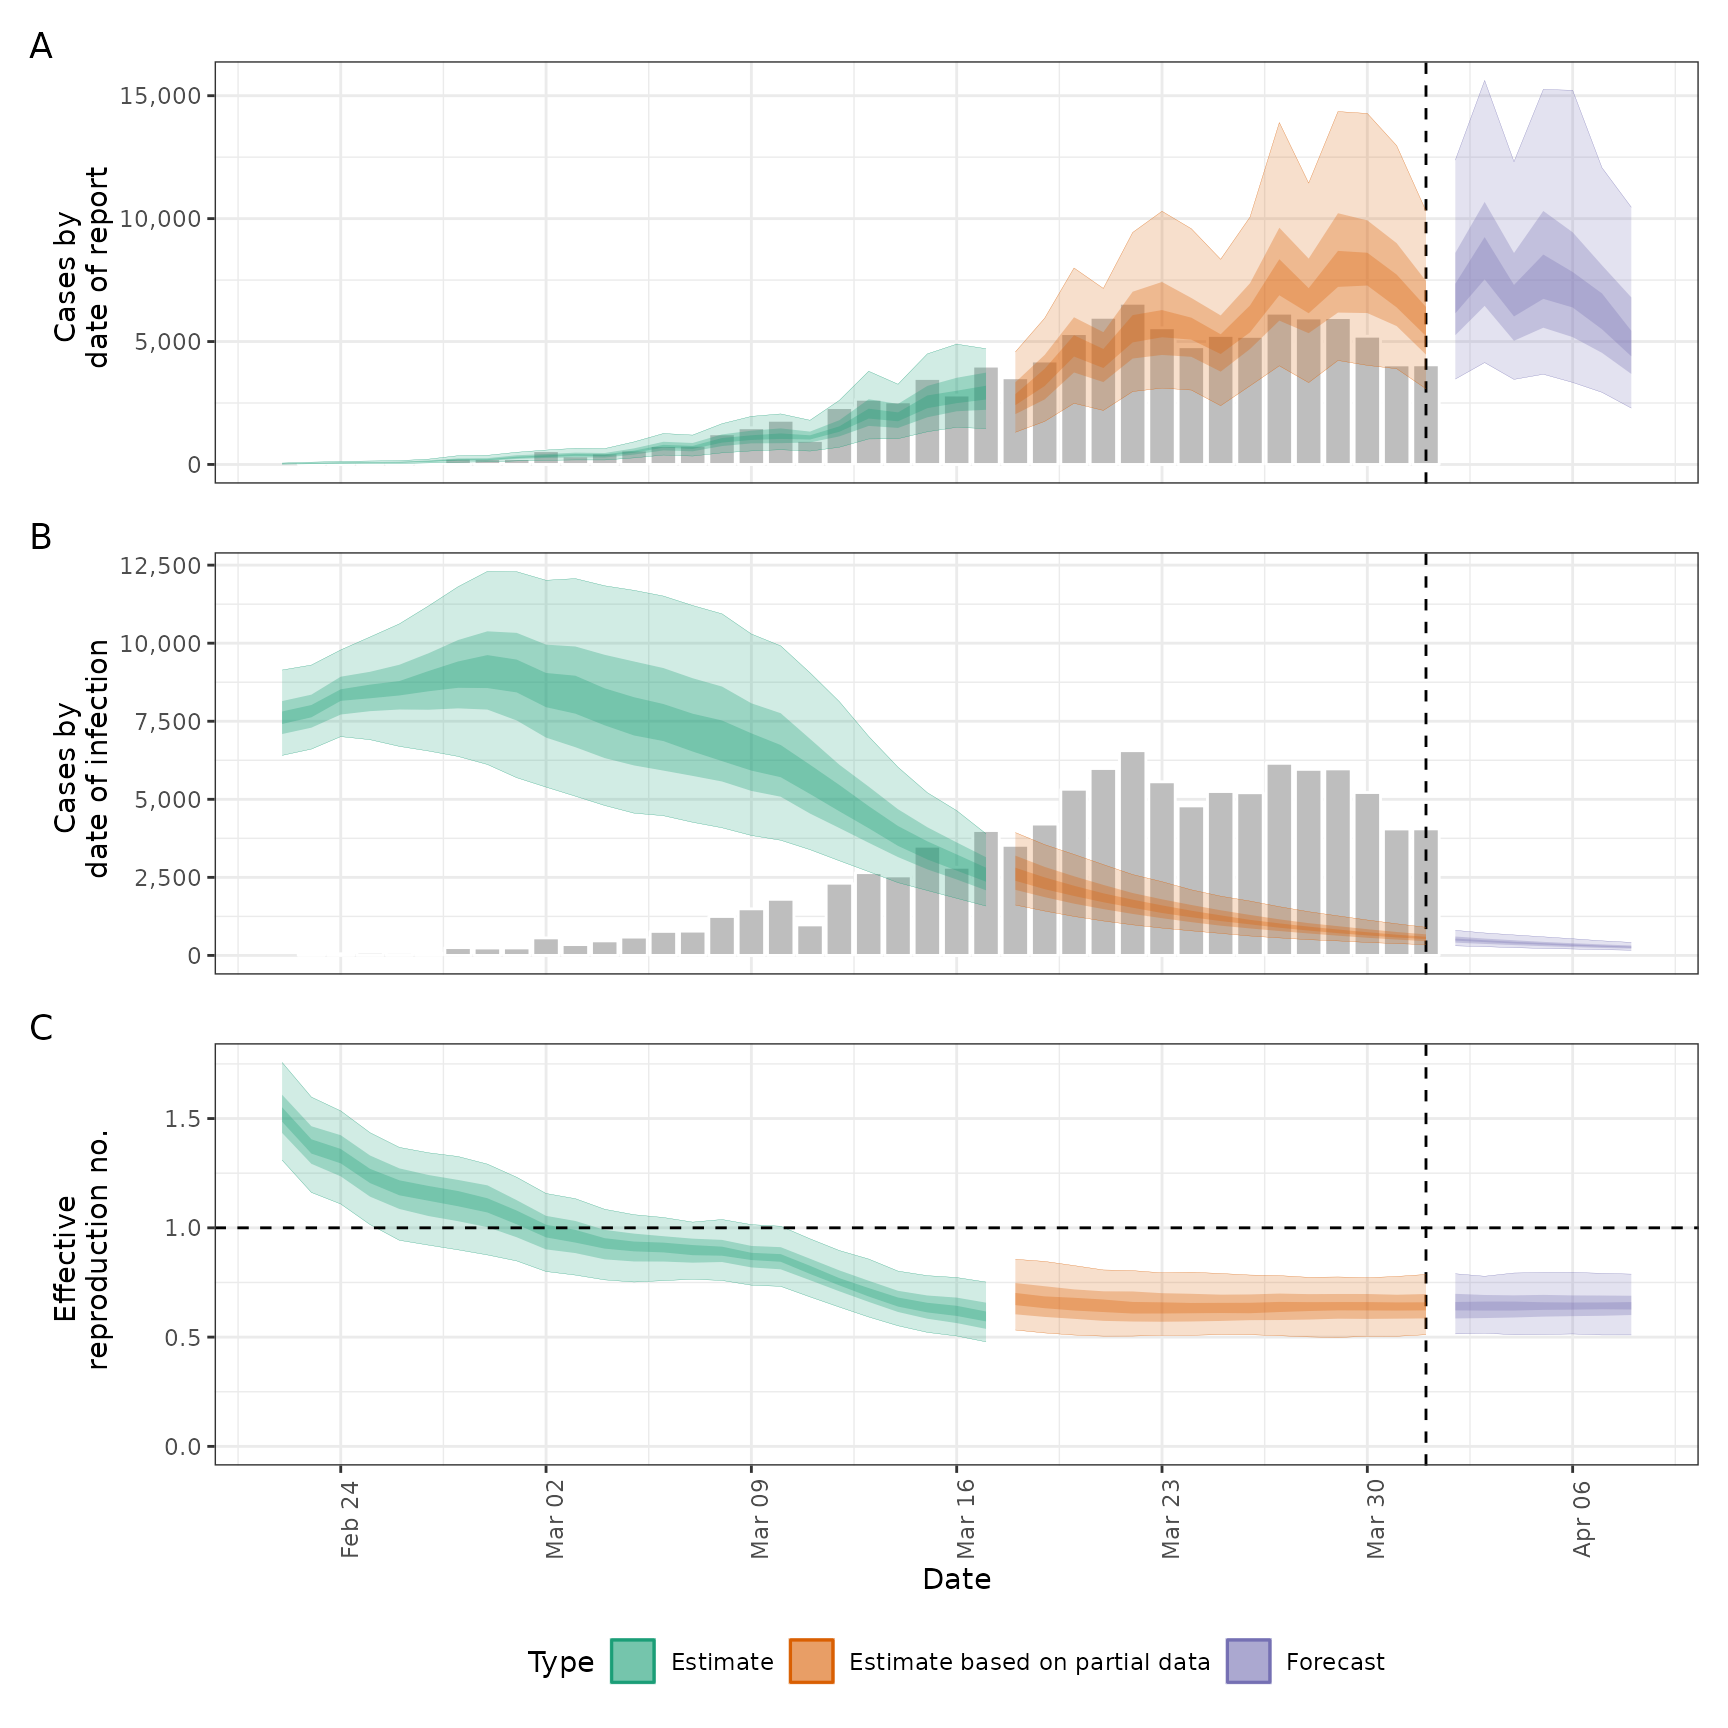 A
15,000
10,000
5,000
0
Cases by
date of report
B
12,500
10,000
7,500
5,000
2,500
0
Cases by
date of infection
C
1.5
1.0
0.5
0.0
Effective
reproduction no.
Feb 24
Mar 02
Mar 09
Mar 16
Mar 23
Mar 30
Apr 06
Date
Type
Estimate
Estimate based on partial data
Forecast